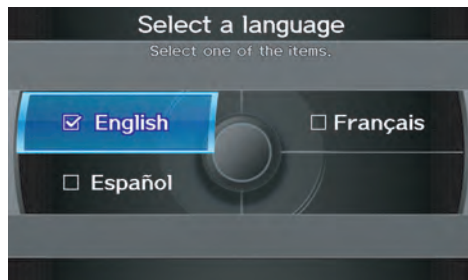 Select a language
Select one of the items.
English
Français
Español